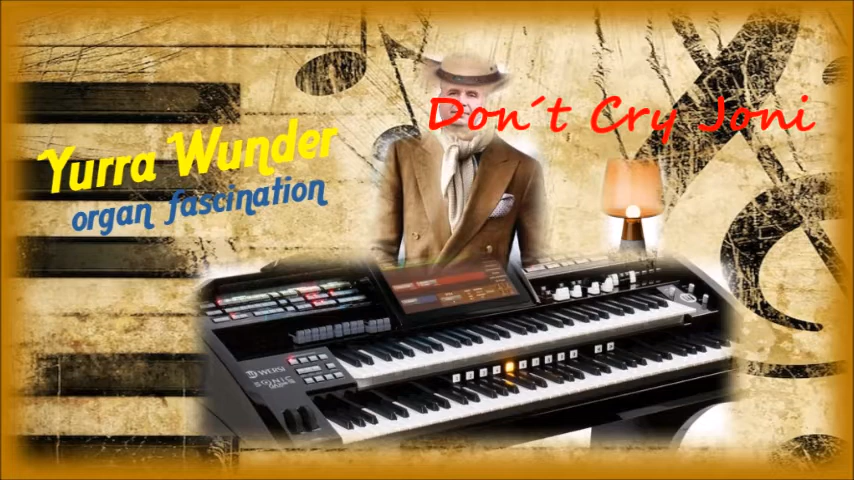 Don´t Cry Joni
Yurra Wunder
organ fascination
WERSI
SONIC